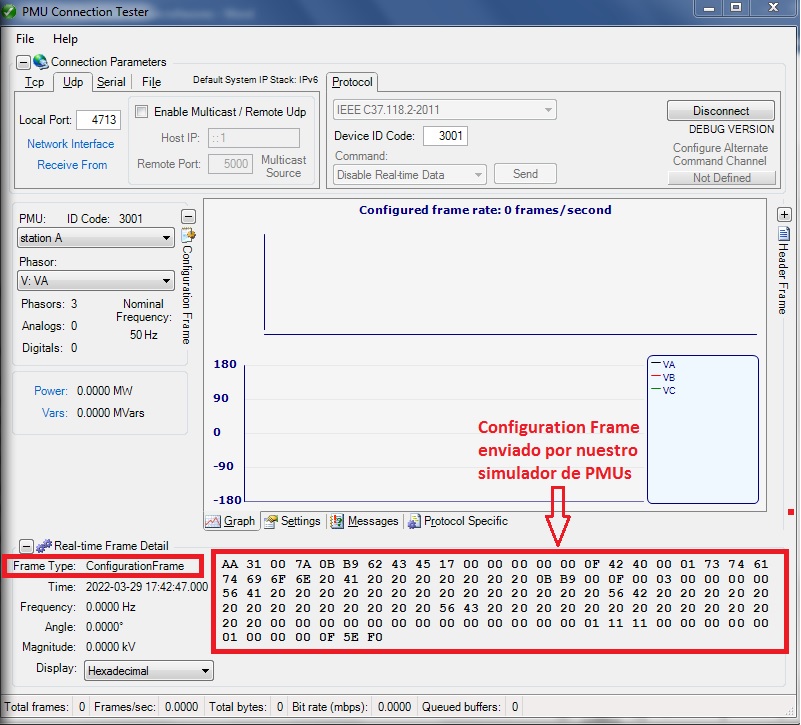 PMU Connection Tester
File Help
Connection Parameters
Tcp Udp Serial File Default System IP Stack: IPv6
Local Port: 4713
Network Interface
Receive From
Enable Multicast / Remote Udp
Host IP: ::1
Remote Port: 5000 Multicast Source
Protocol
IEEE C37.118.2-2011
Device ID Code: 3001
Command:
Disable Real-time Data Send
Disconnect
DEBUG VERSION
Configure Alternate
Command Channel
Not Defined
PMU: ID Code: 3001
station A
Phasor:
V: VA
Phasors: 3
Analogs: 0
Digitals: 0
Nominal
Frequency:
50 Hz
Configuration Frame
Power: 0.0000 MW
Vars: 0.0000 MVars
Configured frame rate: 0 frames/second
180
90
0
-90
-180
VA
VB
VC
Header Frame
Configuration Frame
enviado por nuestro
simulador de PMUs
Graph Settings Messages Protocol Specific
Real-time Frame Detail
Frame Type: ConfigurationFrame
Time: 2022-03-29 17:42:47.000
Frequency: 0.0000 Hz
Angle: 0.0000°
Magnitude: 0.0000 kV
Display: Hexadecimal
AA 31 00 7A 0B B9 62 43 45 17 00 00 00 00 00 0F 42 40 00 01 73 74 61
74 69 6F 6E 20 41 20 20 20 20 20 20 20 0B B9 00 0F 00 03 00 00 00 00
56 41 20 20 20 20 20 20 20 20 20 20 20 20 20 20 56 42 20 20 20 20 20
20 20 20 20 20 20 20 20 20 56 43 20 20 20 20 20 20 20 20 20 20 20 20
20 20 00 00 00 00 00 00 00 00 00 00 00 00 00 01 11 11 00 00 00 00 00
01 00 00 00 0F 5E F0
Total frames: 0 Frames/sec: 0.0000 Total bytes: 0 Bit rate (mbps): 0.0000 Queued buffers: 0